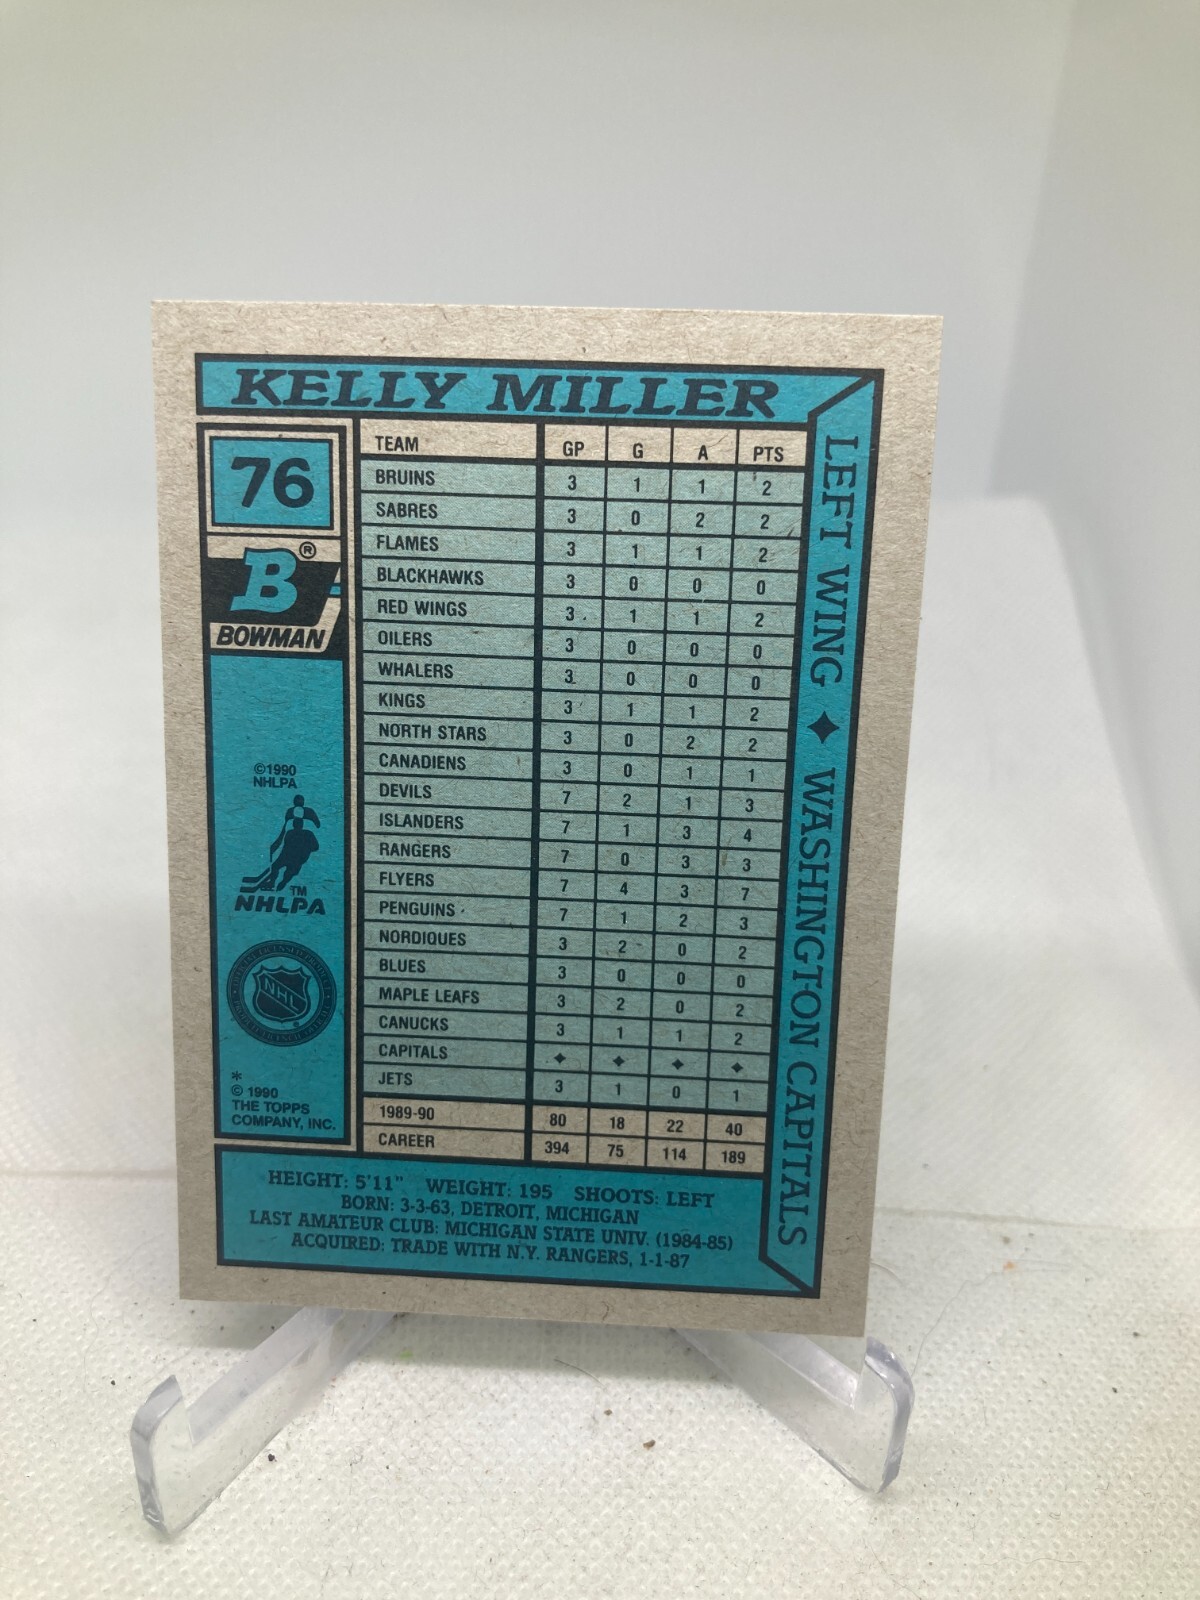 KELLY MILLER
76
B®
BOWMAN
©1990
NHLPA
TM
NHLPA
NHL
*
© 1990
THE TOPPS
COMPANY, INC.
TEAM GP G A PTS
BRUINS 3 1 1 2
SABRES 3 0 2 2
FLAMES 3 1 1 2
BLACKHAWKS 3 0 0 0
RED WINGS 3 1 1 2
OILERS 3 0 0 0
WHALERS 3 0 0 0
KINGS 3 1 1 2
NORTH STARS 3 0 2 2
CANADIENS 3 0 1 1
DEVILS 7 2 1 3
ISLANDERS 7 1 3 4
RANGERS 7 0 3 3
FLYERS 7 4 3 7
PENGUINS 7 1 2 3
NORDIQUES 3 2 0 2
BLUES 3 0 0 0
MAPLE LEAFS 3 2 0 2
CANUCKS 3 1 1 2
CAPITALS ✦ ✦ ✦ ✦
JETS 3 1 0 1
1989-90 80 18 22 40
CAREER 394 75 114 189
LEFT WING ✦ WASHINGTON CAPITALS
HEIGHT: 5'11" WEIGHT: 195 SHOOTS: LEFT
BORN: 3-3-63, DETROIT, MICHIGAN
LAST AMATEUR CLUB: MICHIGAN STATE UNIV. (1984-85)
ACQUIRED: TRADE WITH N.Y. RANGERS, 1-1-87